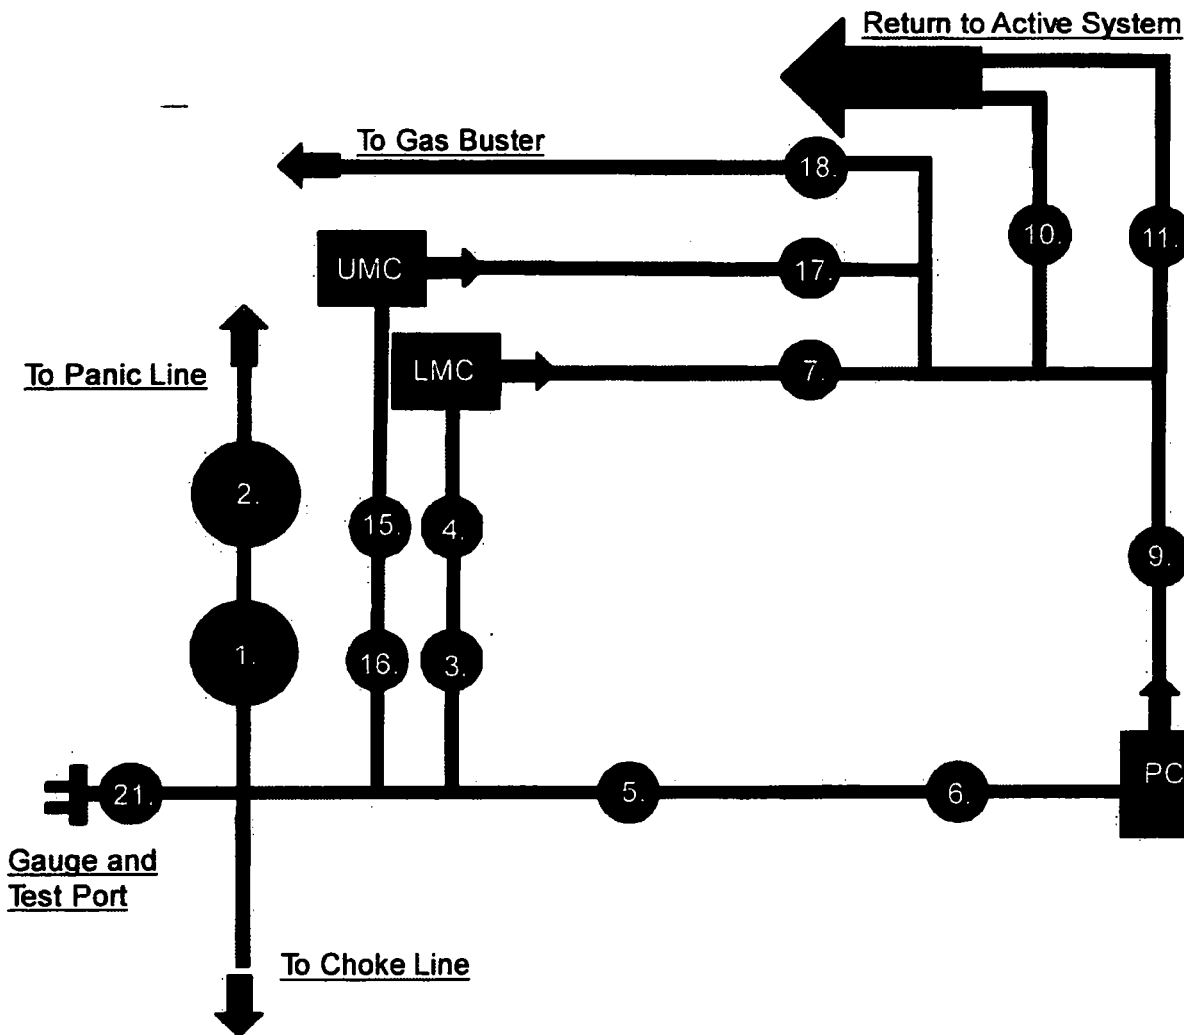 Return to Active System
To Gas Buster
18.
10.
11.
UMC
17.
To Panic Line
LMC
7.
2.
15.
4.
9.
1.
16.
3.
21.
5.
6.
PC
Gauge and
Test Port
To Choke Line